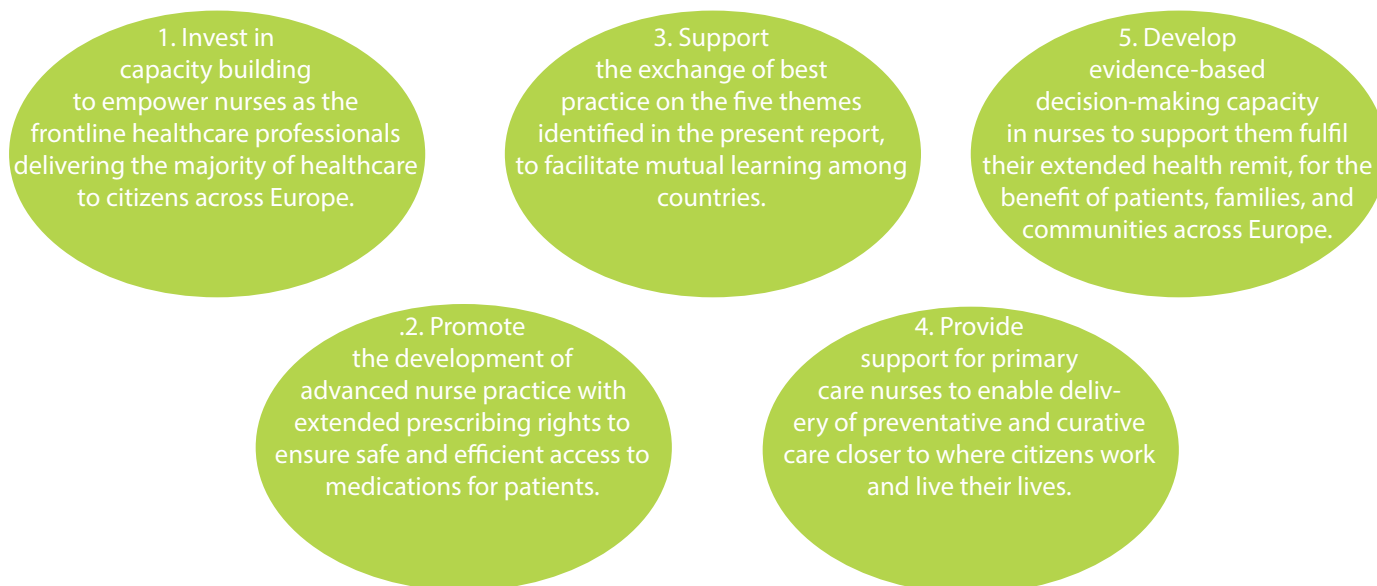 1. Invest in
capacity building
to empower nurses as the
frontline healthcare professionals
delivering the majority of healthcare
to citizens across Europe.
3. Support
the exchange of best
practice on the five themes
identified in the present report,
to facilitate mutual learning among
countries.
5. Develop
evidence-based
decision-making capacity
in nurses to support them fulfil
their extended health remit, for the
benefit of patients, families, and
communities across Europe.
.2. Promote
the development of
advanced nurse practice with
extended prescribing rights to
ensure safe and efficient access to
medications for patients.
4. Provide
support for primary
care nurses to enable deliv-
ery of preventative and curative
care closer to where citizens work
and live their lives.